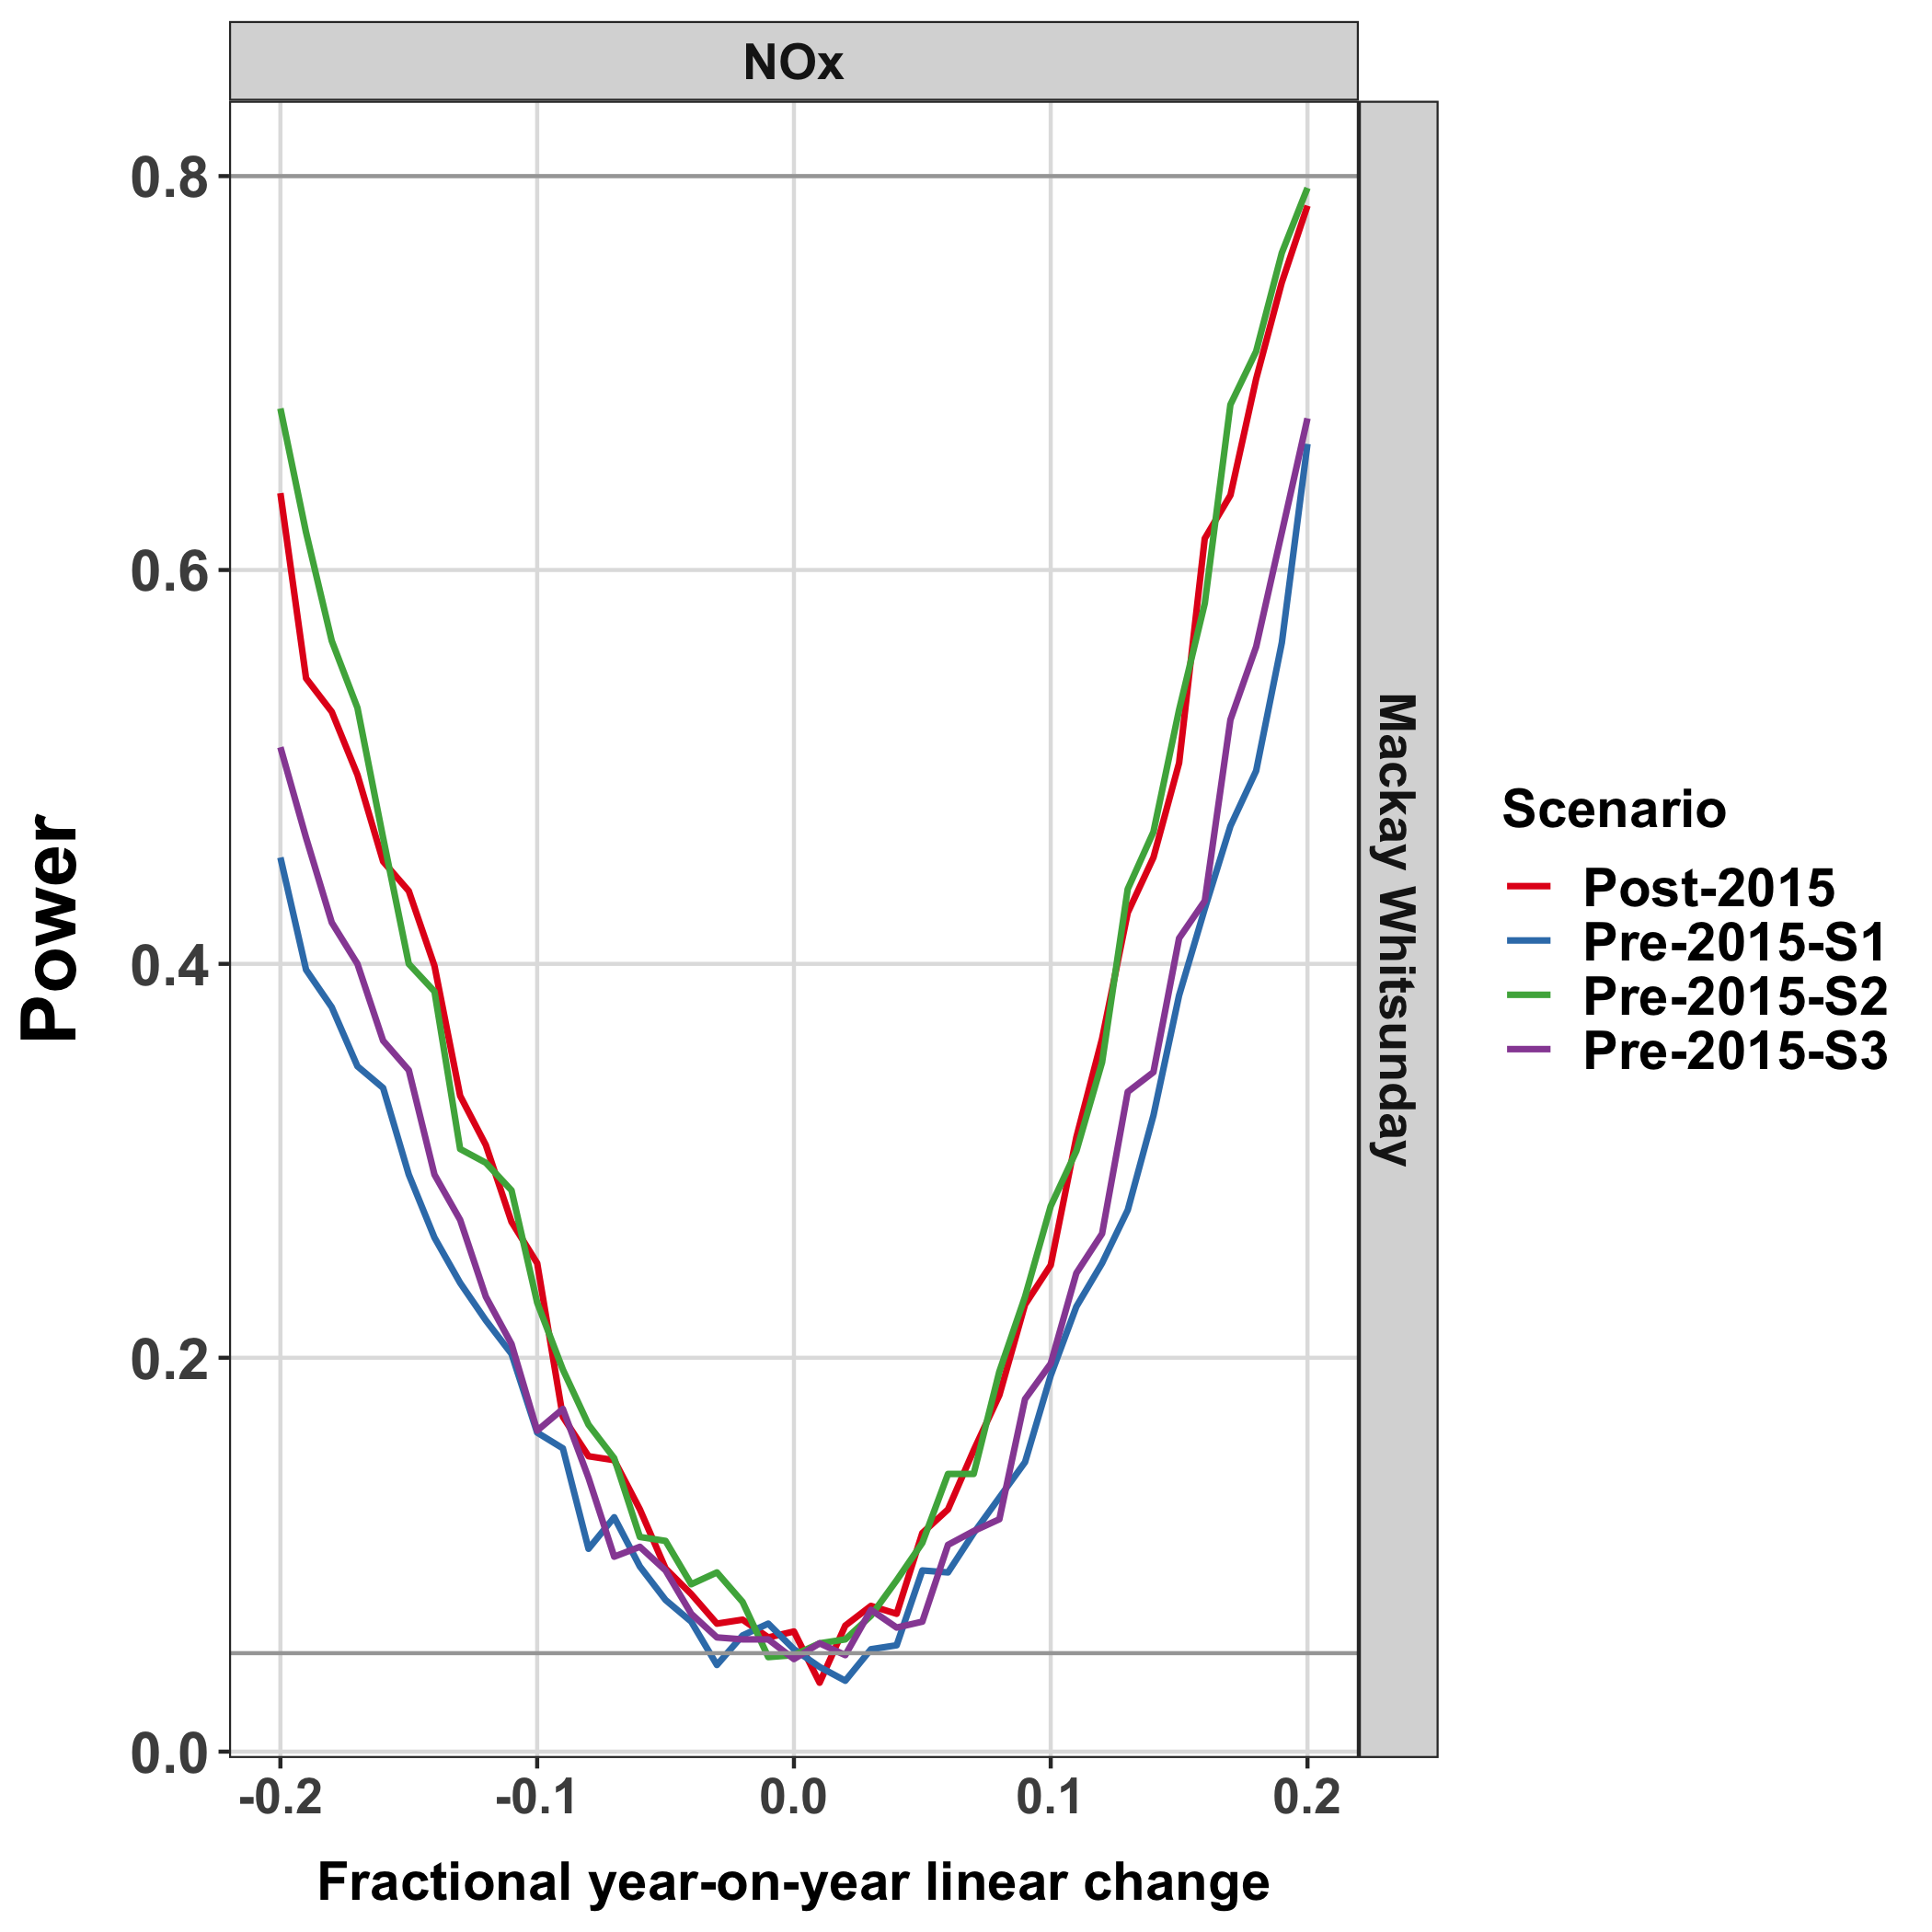 NOx
Mackay Whitsunday
Power
0.8
0.6
0.4
0.2
0.0
-0.2
-0.1
0.0
0.1
0.2
Fractional year-on-year linear change
Scenario
Post-2015
Pre-2015-S1
Pre-2015-S2
Pre-2015-S3